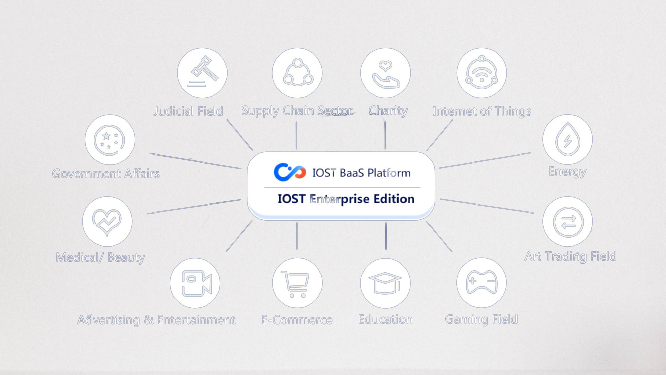 Judicial Field
Supply Chain Sector
Charity
Internet of Things
Government Affairs
Energy
IOST BaaS Platform
IOST Enterprise Edition
Medical/ Beauty
Art Trading Field
Advertising & Entertainment
E-Commerce
Education
Gaming Field